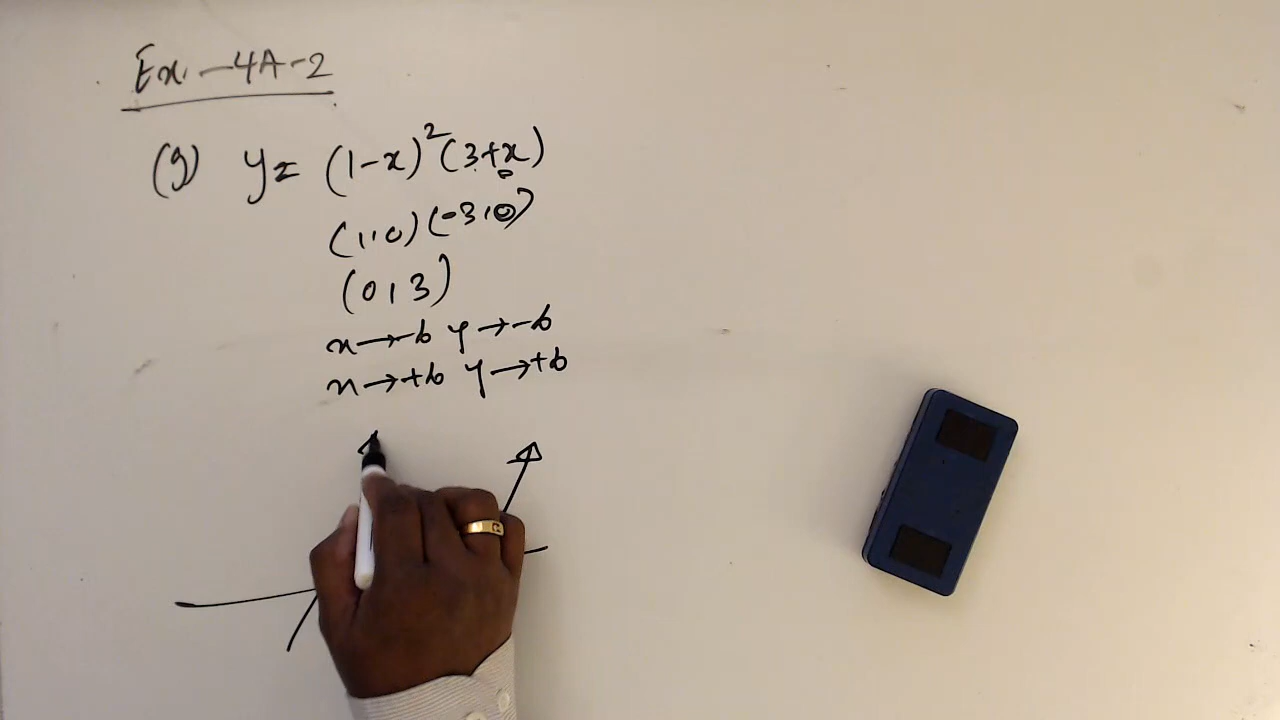 Ex. - 4A-2
(g) y = (1-x)²(3+x)
(1,0) (-3,0)
(0,3)
x → -∞ y → -∞
x → +∞ y → +∞